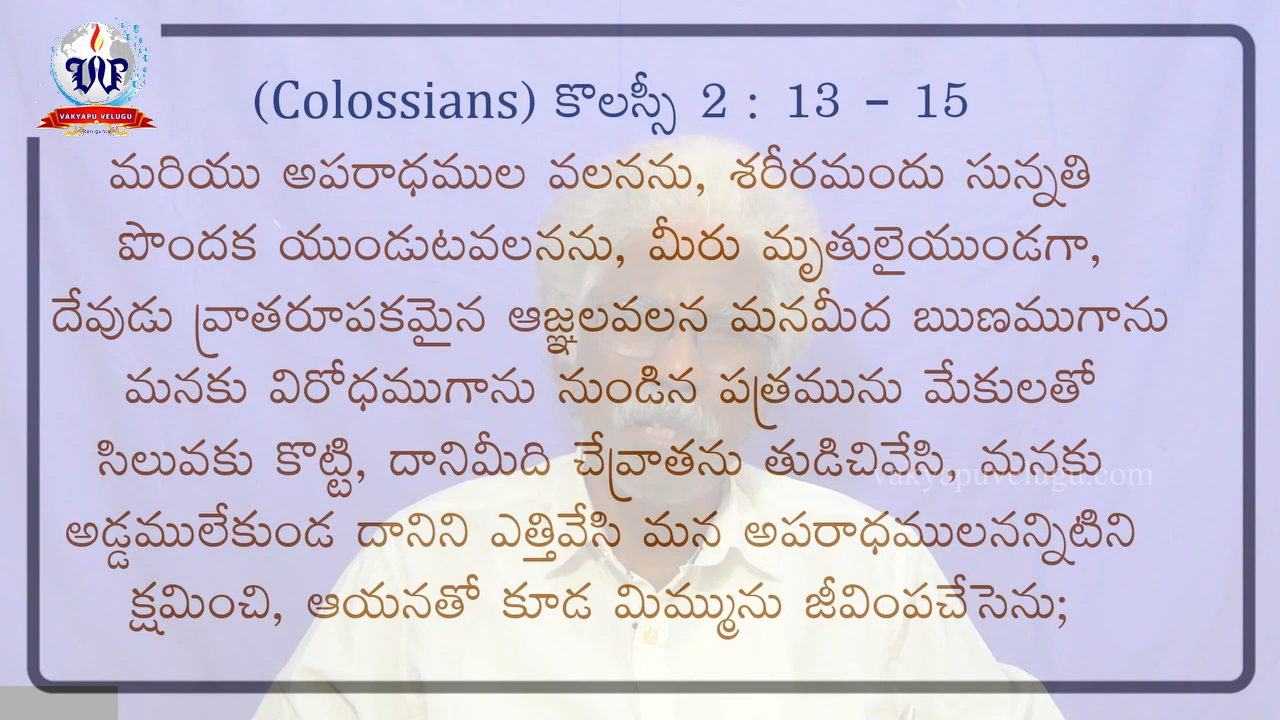 VAKYAPU VELUGU
(Colossians) కొలస్సీ 2 : 13 - 15
మరియు అపరాధముల వలనను, శరీరమందు సున్నతి
పొందక యుండుటవలనను, మీరు మృతులైయుండగా,
దేవుడు వ్రాతరూపకమైన ఆజ్ఞలవలన మనమీద ఋణముగాను
మనకు విరోధముగాను నుండిన పత్రమును మేకులతో
సిలువకు కొట్టి, దానిమీది చేవ్రాతను తుడిచివేసి, మనకు
vakyapuvelugu.com
అడ్డములేకుండ దానిని ఎత్తివేసి మన అపరాధములనన్నిటిని
క్షమించి, ఆయనతో కూడ మిమ్మును జీవింపచేసెను;